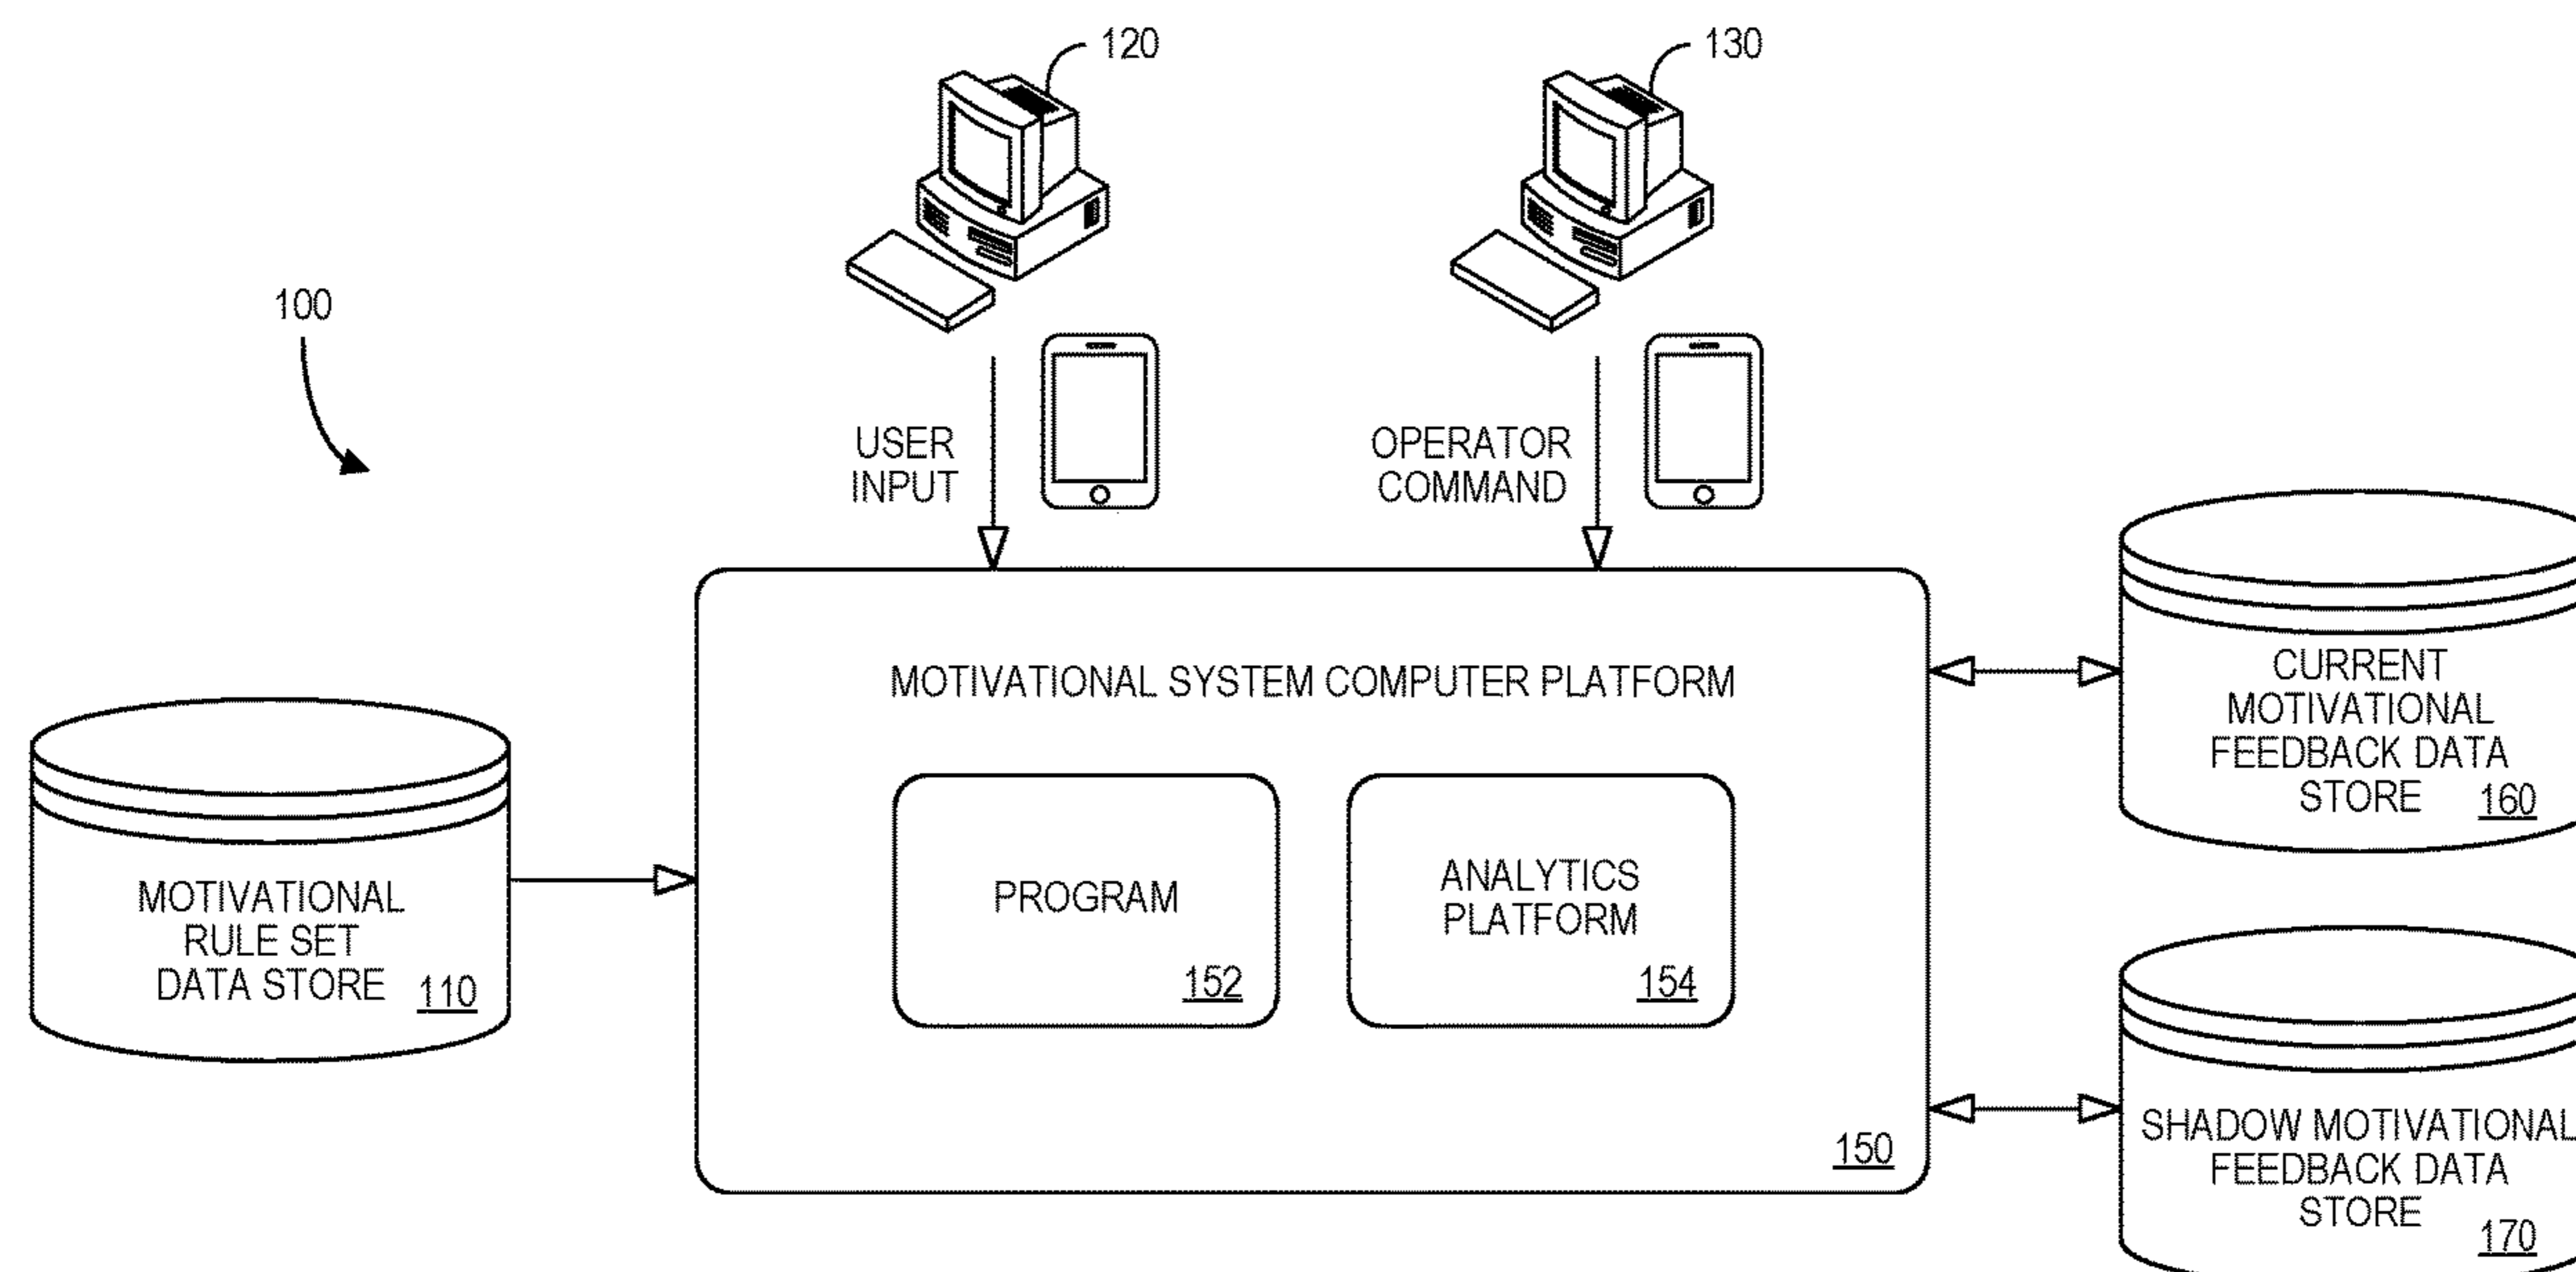 120
130
100
USER
INPUT
OPERATOR
COMMAND
MOTIVATIONAL SYSTEM COMPUTER PLATFORM
CURRENT
MOTIVATIONAL
FEEDBACK DATA
STORE 160
MOTIVATIONAL
RULE SET
DATA STORE 110
PROGRAM
152
ANALYTICS
PLATFORM
154
150
SHADOW MOTIVATIONAL
FEEDBACK DATA
STORE
170